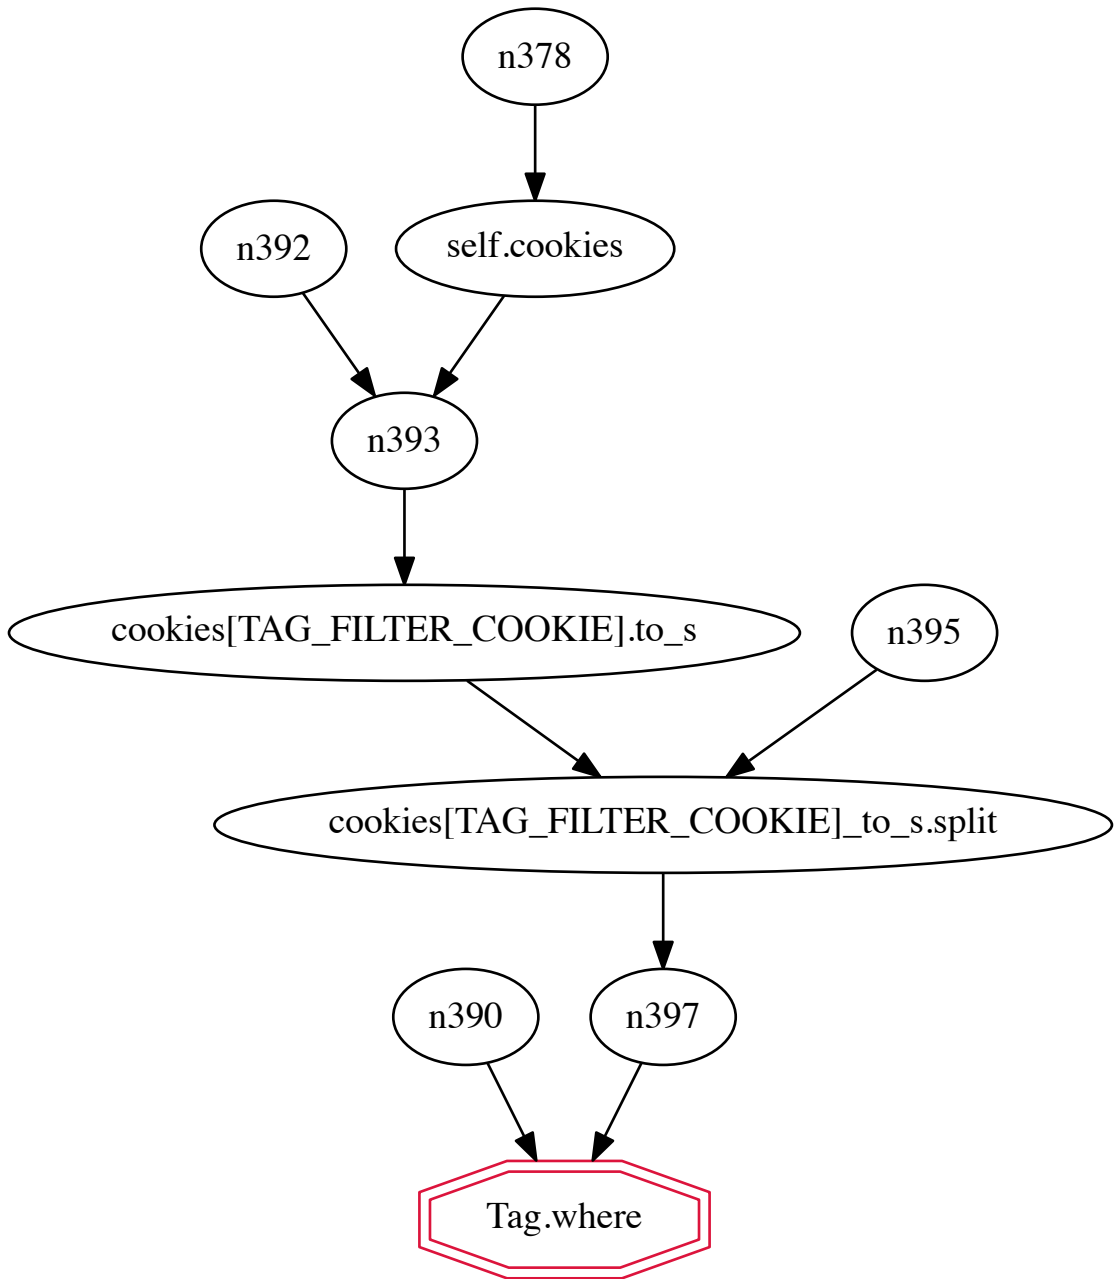 n378
n392
self.cookies
n393
cookies[TAG_FILTER_COOKIE].to_s
n395
cookies[TAG_FILTER_COOKIE]_to_s.split
n390
n397
Tag.where